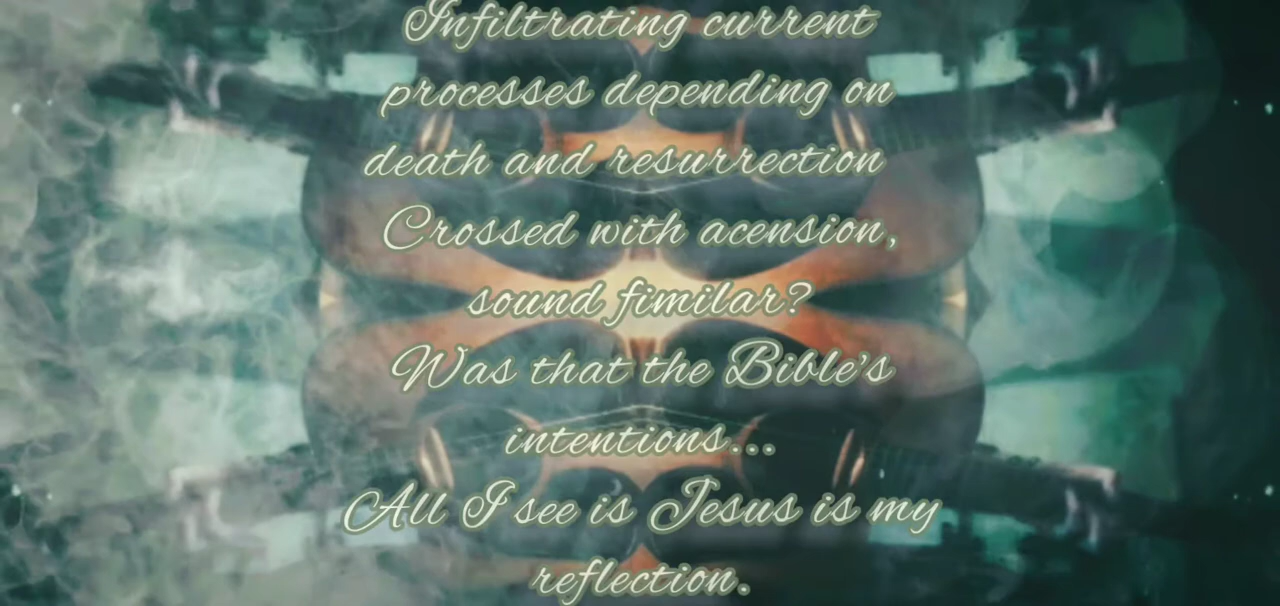 Infiltrating current
processes depending on
death and resurrection
Crossed with acension,
sound fimilar?
Was that the Bible's
intentions...
All I see is Jesus is my
reflection.